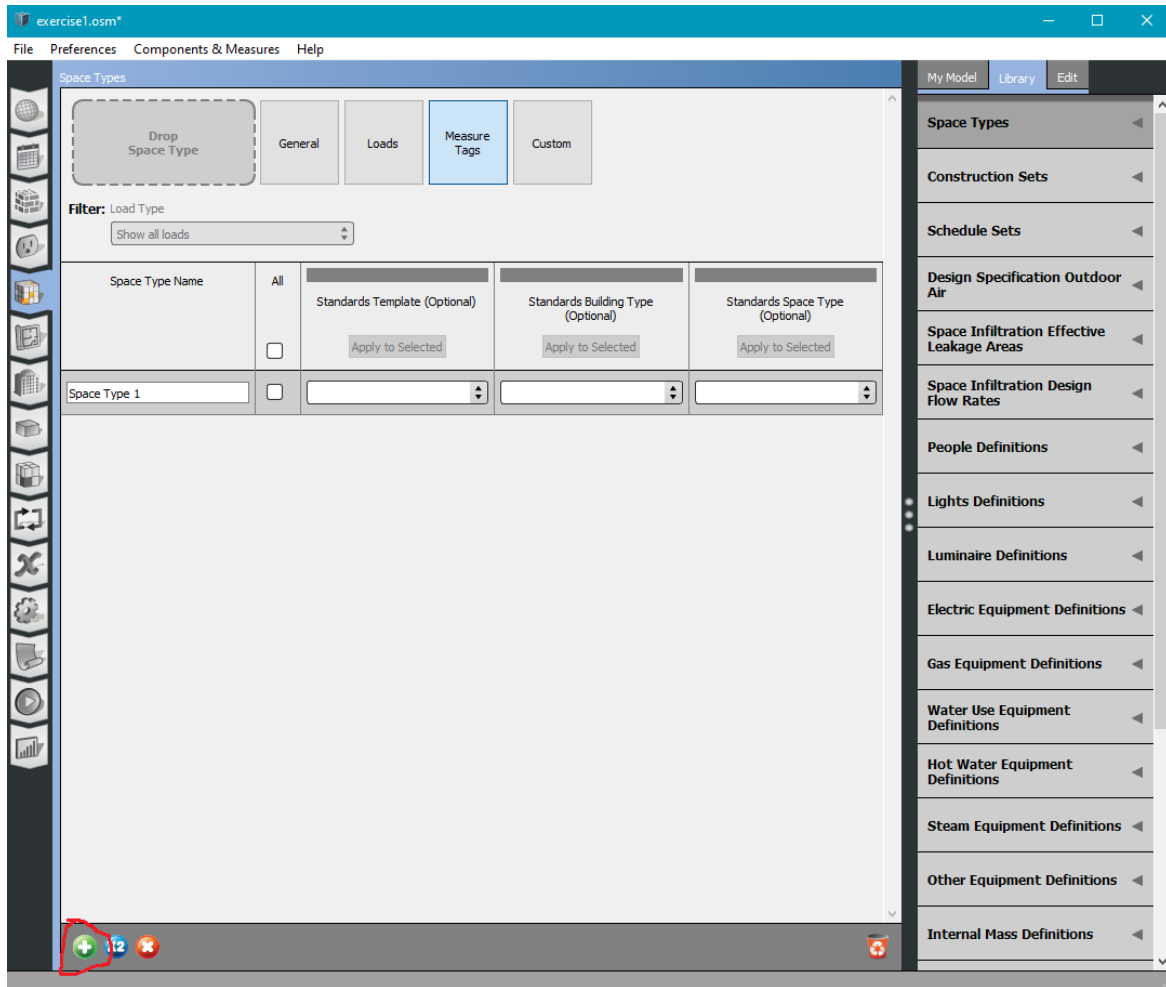 exercise1.osm*
File Preferences Components & Measures Help
Space Types
Drop
Space Type
General
Loads
Measure
Tags
Custom
Filter: Load Type
Show all loads
Space Type Name
All
Standards Template (Optional)
Apply to Selected
Standards Building Type
(Optional)
Apply to Selected
Standards Space Type
(Optional)
Apply to Selected
Space Type 1
x2
My Model Library Edit
Space Types
Construction Sets
Schedule Sets
Design Specification Outdoor
Air
Space Infiltration Effective
Leakage Areas
Space Infiltration Design
Flow Rates
People Definitions
Lights Definitions
Luminaire Definitions
Electric Equipment Definitions
Gas Equipment Definitions
Water Use Equipment
Definitions
Hot Water Equipment
Definitions
Steam Equipment Definitions
Other Equipment Definitions
Internal Mass Definitions